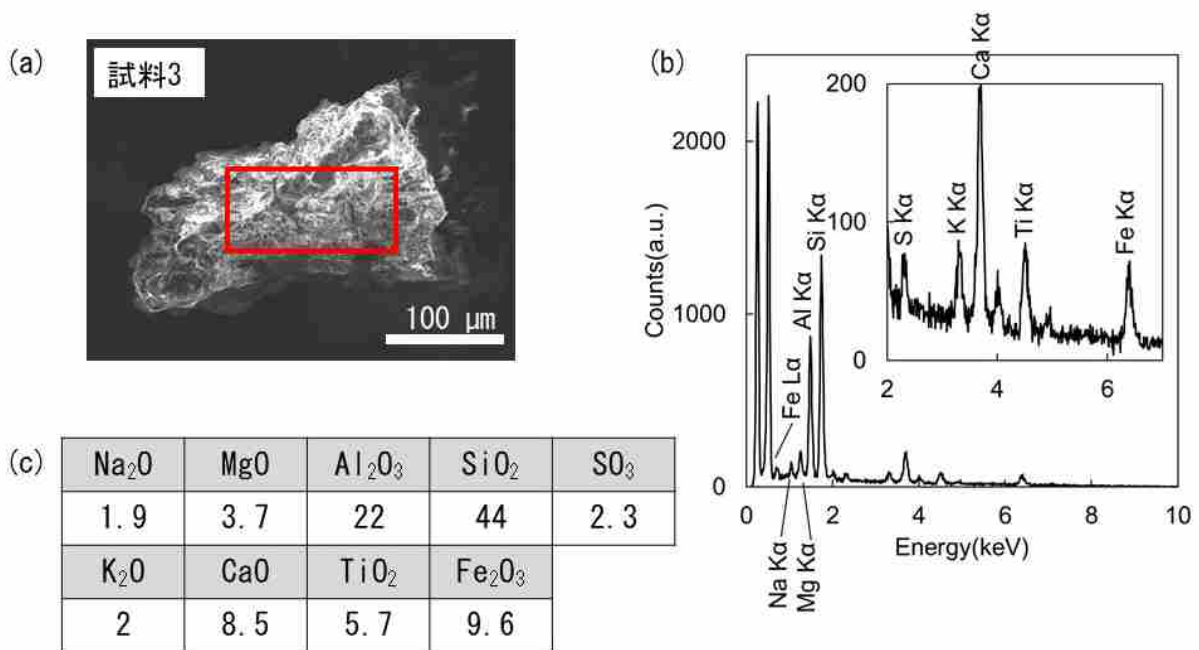 (a)
試料3
100 μm
(b)
Counts(a.u.)
2000
1000
0
0 2 4 6 8 10
Energy(keV)
Fe Lα
Al Kα
Si Kα
Na Kα
Mg Kα
200
100
0
2 4 6
S Kα
K Kα
Ca Kα
Ti Kα
Fe Kα
(c)
Na₂O MgO Al₂O₃ SiO₂ SO₃
1.9 3.7 22 44 2.3
K₂O CaO TiO₂ Fe₂O₃
2 8.5 5.7 9.6